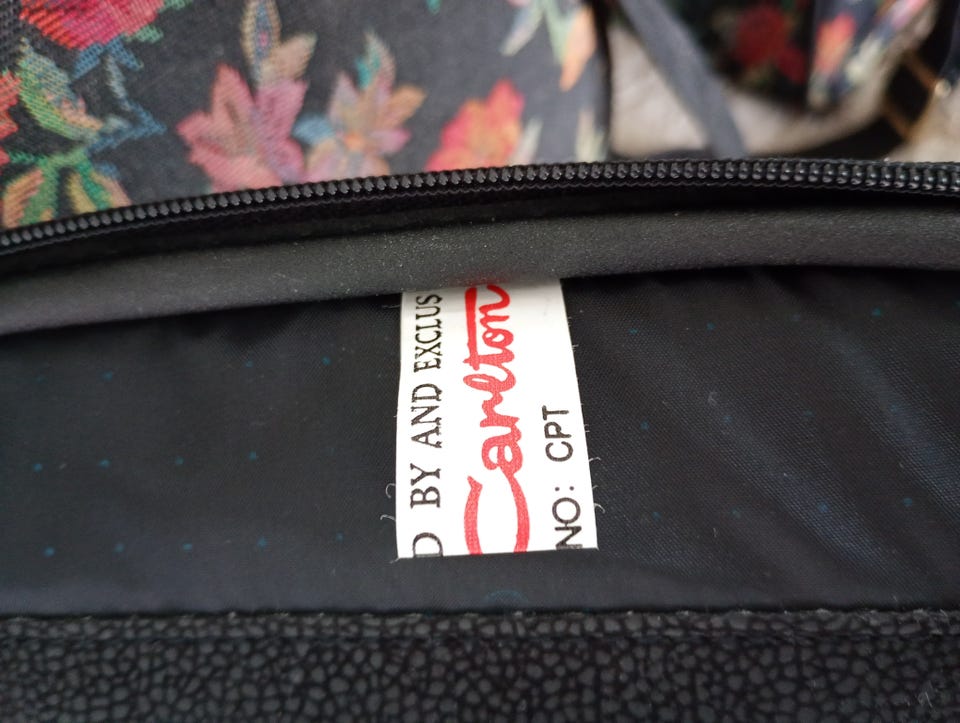 D BY AND EXCLUS
Carlton
NO: CPT